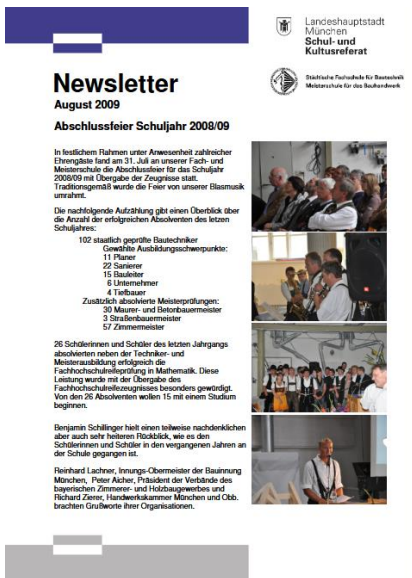 Landeshauptstadt
München
Schul- und
Kultusreferat
Städtische Fachschule für Bautechnik
Meisterschule für das Bauhandwerk
Newsletter
August 2009
Abschlussfeier Schuljahr 2008/09
In festlichem Rahmen unter Anwesenheit zahlreicher
Ehrengäste fand am 31. Juli an unserer Fach- und
Meisterschule die Abschlussfeier für das Schuljahr
2008/09 mit Übergabe der Zeugnisse statt.
Traditionsgemäß wurde die Feier von unserer Blasmusik
umrahmt.
Die nachfolgende Aufzählung gibt einen Überblick über
die Anzahl der erfolgreichen Absolventen des letzen
Schuljahres:
102 staatlich geprüfte Bautechniker
Gewählte Ausbildungsschwerpunkte:
11 Planer
22 Sanierer
15 Bauleiter
6 Unternehmer
4 Tiefbauer
Zusätzlich absolvierte Meisterprüfungen:
30 Maurer- und Betonbauermeister
3 Straßenbauermeister
57 Zimmermeister
26 Schülerinnen und Schüler des letzten Jahrgangs
absolvierten neben der Techniker- und
Meisterausbildung erfolgreich die
Fachhochschulreifeprüfung in Mathematik. Diese
Leistung wurde mit der Übergabe des
Fachhochschulreifezeugnisses besonders gewürdigt.
Von den 26 Absolventen wollen 15 mit einem Studium
beginnen.
Benjamin Schillinger hielt einen teilweise nachdenklichen
aber auch sehr heiteren Rückblick, wie es den
Schülerinnen und Schüler in den vergangenen Jahren an
der Schule gegangen ist.
Reinhard Lachner, Innungs-Obermeister der Bauinnung
München, Peter Aicher, Präsident der Verbände des
bayerischen Zimmerer- und Holzbaugewerbes und
Richard Zierer, Handwerkskammer München und Obb.
brachten Grußworte ihrer Organisationen.